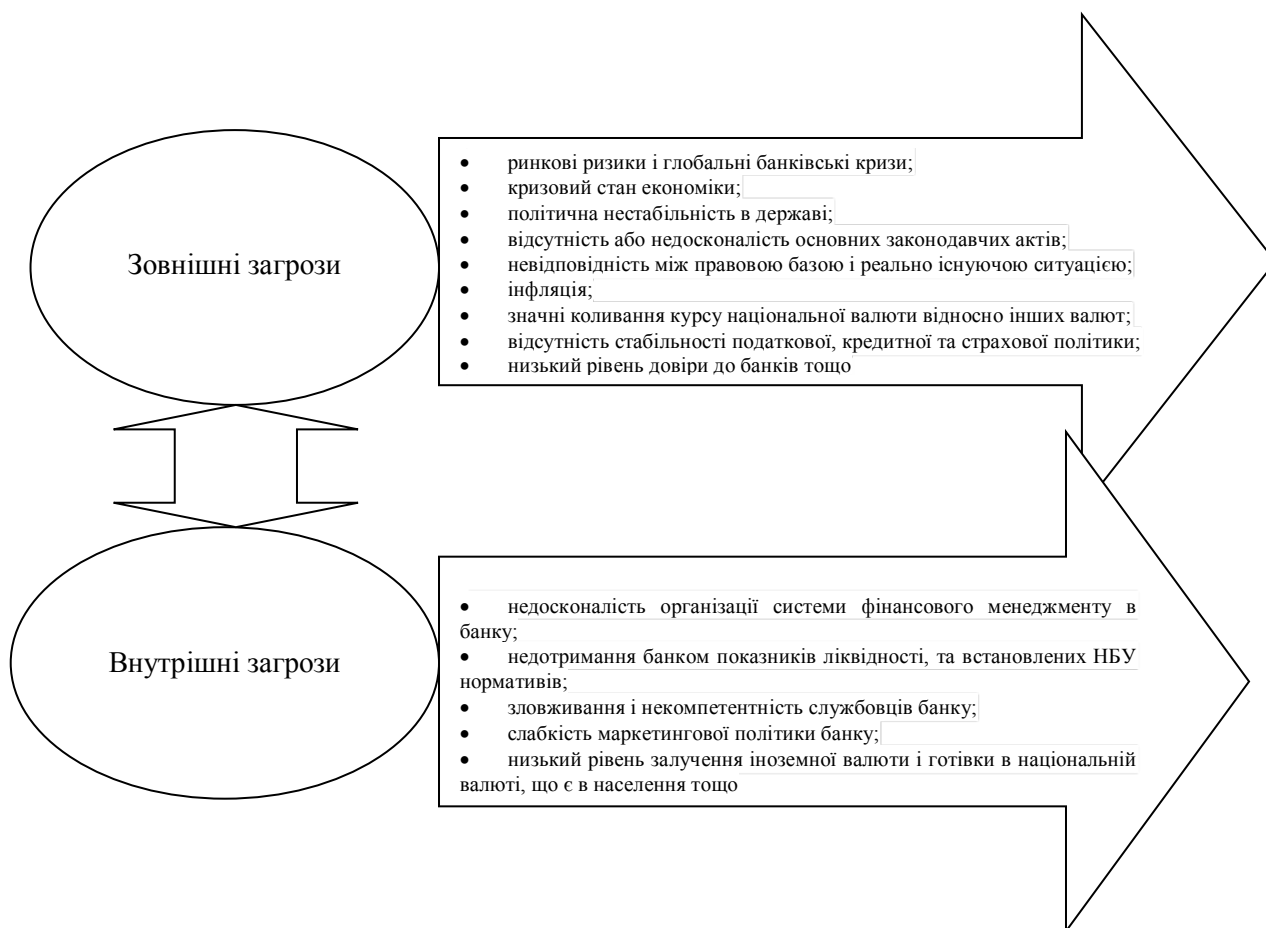 Зовнішні загрози
• ринкові ризики і глобальні банківські кризи;
• кризовий стан економіки;
• політична нестабільність в державі;
• відсутність або недосконалість основних законодавчих актів;
• невідповідність між правовою базою і реально існуючою ситуацією;
• інфляція;
• значні коливання курсу національної валюти відносно інших валют;
• відсутність стабільності податкової, кредитної та страхової політики;
• низький рівень довіри до банків тощо
Внутрішні загрози
• недосконалість організації системи фінансового менеджменту в
банку;
• недотримання банком показників ліквідності, та встановлених НБУ
нормативів;
• зловживання і некомпетентність службовців банку;
• слабкість маркетингової політики банку;
• низький рівень залучення іноземної валюти і готівки в національній
валюті, що є в населення тощо